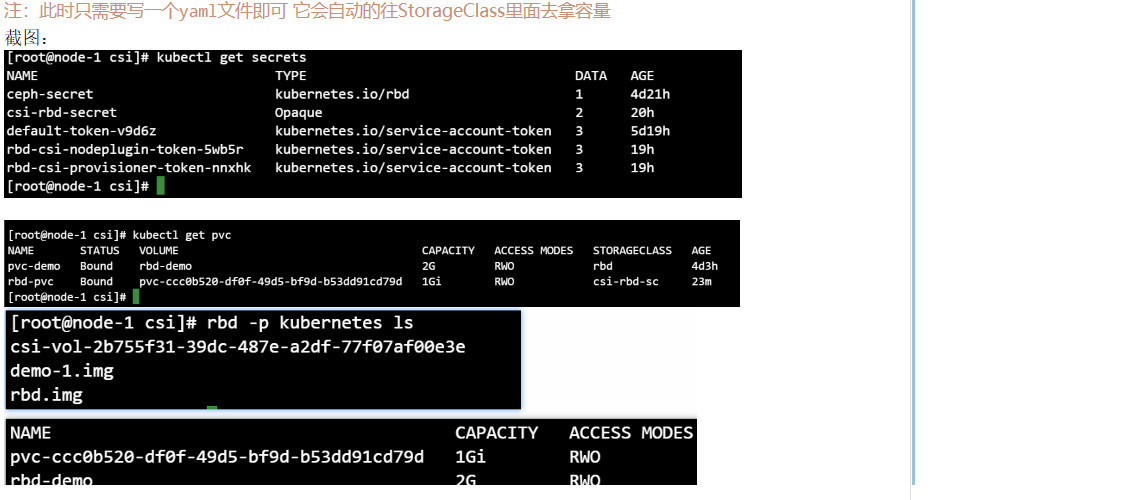 注：此时只需要写一个yaml文件即可 它会自动的往StorageClass里面去拿容量
截图：
[root@node-1 csi]# kubectl get secrets
NAME TYPE DATA AGE
ceph-secret kubernetes.io/rbd 1 4d21h
csi-rbd-secret Opaque 2 20h
default-token-v9d6z kubernetes.io/service-account-token 3 5d19h
rbd-csi-nodeplugin-token-5wb5r kubernetes.io/service-account-token 3 19h
rbd-csi-provisioner-token-nnxhk kubernetes.io/service-account-token 3 19h
[root@node-1 csi]#
[root@node-1 csi]# kubectl get pvc
NAME STATUS VOLUME CAPACITY ACCESS MODES STORAGECLASS AGE
pvc-demo Bound rbd-demo 2G RWO rbd 4d3h
rbd-pvc Bound pvc-ccc0b520-df0f-49d5-bf9d-b53dd91cd79d 1Gi RWO csi-rbd-sc 23m
[root@node-1 csi]#
[root@node-1 csi]# rbd -p kubernetes ls
csi-vol-2b755f31-39dc-487e-a2df-77f07af00e3e
demo-1.img
rbd.img
NAME CAPACITY ACCESS MODES
pvc-ccc0b520-df0f-49d5-bf9d-b53dd91cd79d 1Gi RWO
rbd-demo 2G RWO